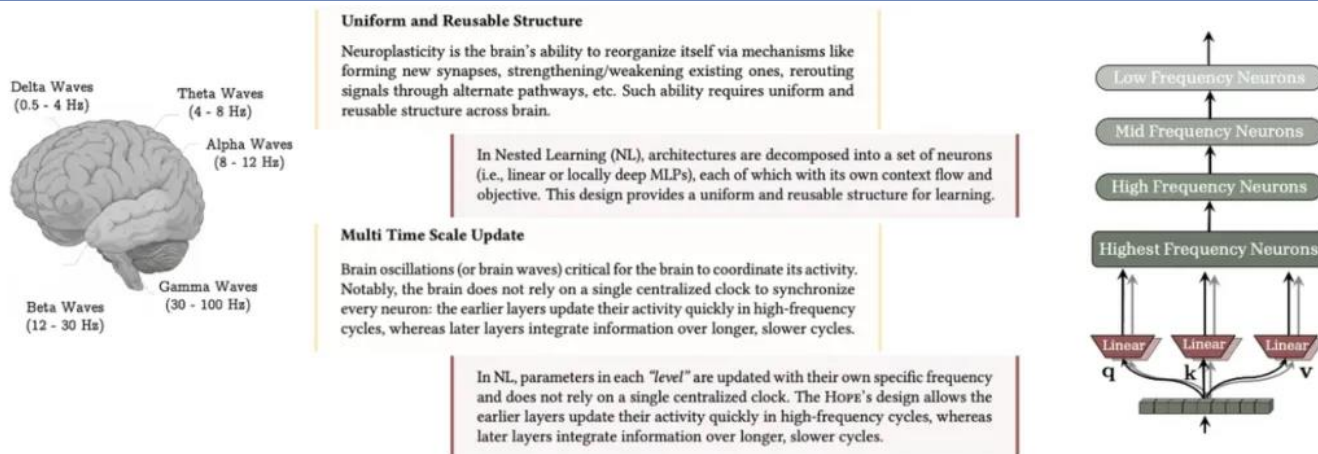 Delta Waves
(0.5 - 4 Hz)
Theta Waves
(4 - 8 Hz)
Alpha Waves
(8 - 12 Hz)
Gamma Waves
(30 - 100 Hz)
Beta Waves
(12 - 30 Hz)
Uniform and Reusable Structure
Neuroplasticity is the brain's ability to reorganize itself via mechanisms like
forming new synapses, strengthening/weakening existing ones, rerouting
signals through alternate pathways, etc. Such ability requires uniform and
reusable structure across brain.
In Nested Learning (NL), architectures are decomposed into a set of neurons
(i.e., linear or locally deep MLPs), each of which with its own context flow and
objective. This design provides a uniform and reusable structure for learning.
Multi Time Scale Update
Brain oscillations (or brain waves) critical for the brain to coordinate its activity.
Notably, the brain does not rely on a single centralized clock to synchronize
every neuron: the earlier layers update their activity quickly in high-frequency
cycles, whereas later layers integrate information over longer, slower cycles.
In NL, parameters in each "level" are updated with their own specific frequency
and does not rely on a single centralized clock. The HOPE's design allows the
earlier layers update their activity quickly in high-frequency cycles, whereas
later layers integrate information over longer, slower cycles.
Low Frequency Neurons
Mid Frequency Neurons
High Frequency Neurons
Highest Frequency Neurons
Linear Linear Linear
q k v